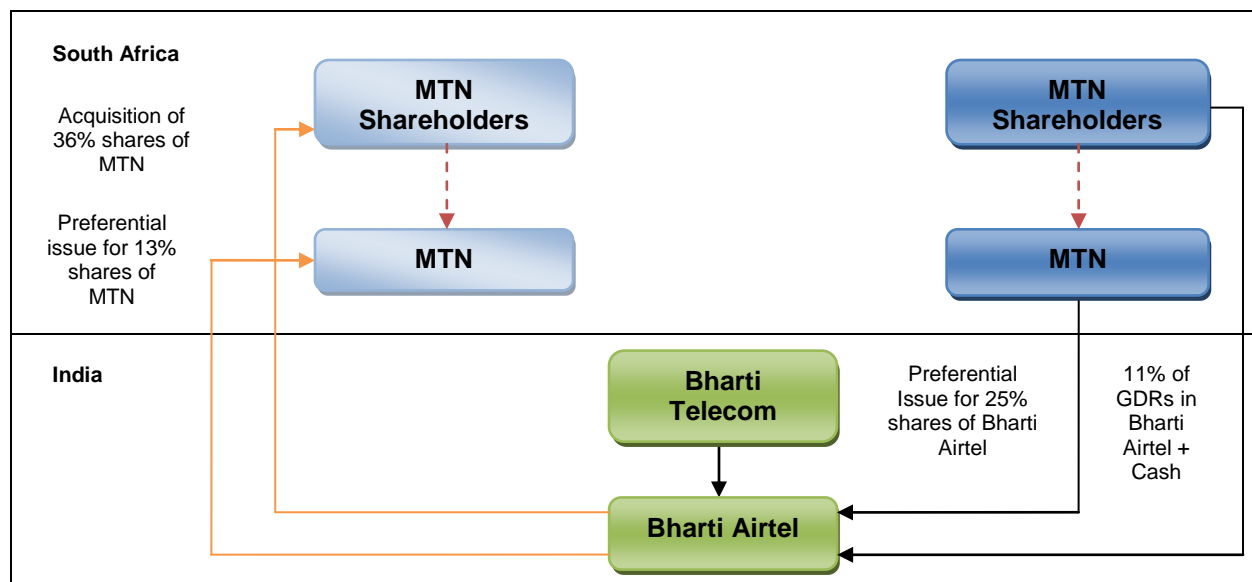 South Africa
Acquisition of
36% shares of
MTN
Preferential
issue for 13%
shares of
MTN
MTN
Shareholders
MTN
MTN
Shareholders
MTN
India
Bharti
Telecom
Bharti Airtel
Preferential
Issue for 25%
shares of Bharti
Airtel
11% of
GDRs in
Bharti
Airtel +
Cash